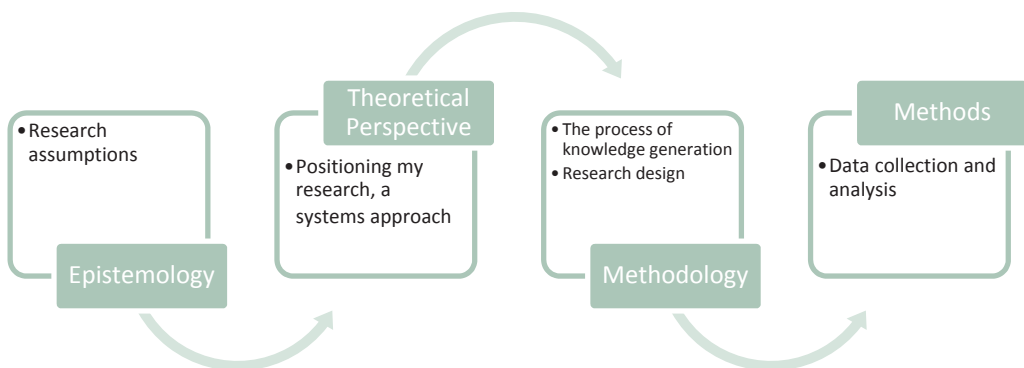 • Research
assumptions
Epistemology
Theoretical
Perspective
• Positioning my
research, a
systems approach
• The process of
knowledge generation
• Research design
Methodology
Methods
• Data collection and
analysis